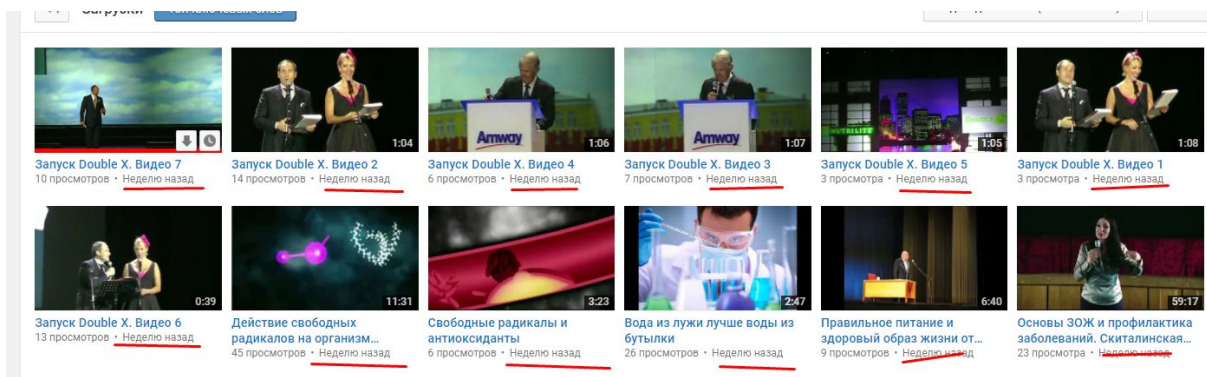 Загрузки
1:04
Amway
1:06
Amway
1:07
NUTRILITE
1:05
1:08
Запуск Double X. Видео 7
10 просмотров • Неделю назад
Запуск Double X. Видео 2
14 просмотров • Неделю назад
Запуск Double X. Видео 4
6 просмотров • Неделю назад
Запуск Double X. Видео 3
7 просмотров • Неделю назад
Запуск Double X. Видео 5
3 просмотра • Неделю назад
Запуск Double X. Видео 1
3 просмотра • Неделю назад
0:39
11:31
3:23
2:47
6:40
59:17
Запуск Double X. Видео 6
13 просмотров • Неделю назад
Действие свободных
радикалов на организм...
45 просмотров • Неделю назад
Свободные радикалы и
антиоксиданты
6 просмотров • Неделю назад
Вода из лужи лучше воды из
бутылки
26 просмотров • Неделю назад
Правильное питание и
здоровый образ жизни от...
9 просмотров • Неделю назад
Основы ЗОЖ и профилактика
заболеваний. Скиталинская...
23 просмотра • Неделю назад